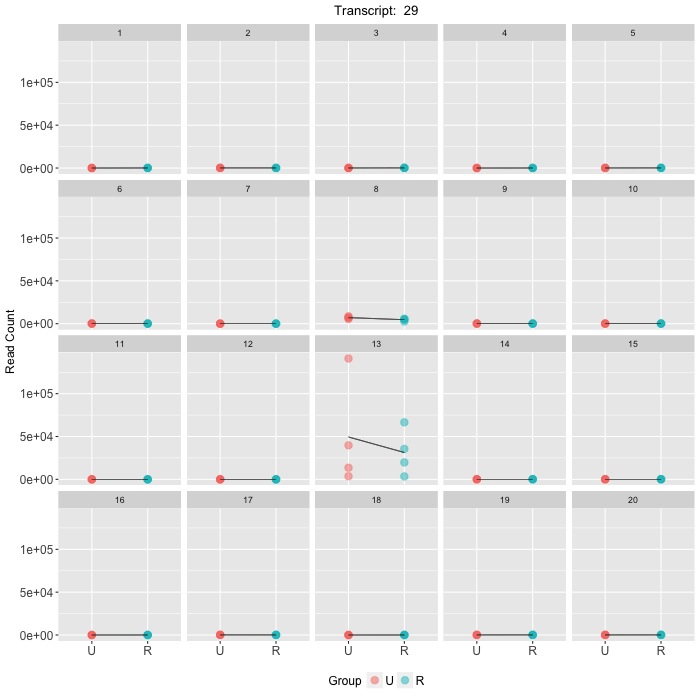 Transcript: 29
1 2 3 4 5
1e+05
5e+04
0e+00
6 7 8 9 10
1e+05
5e+04
0e+00
Read Count
11 12 13 14 15
1e+05
5e+04
0e+00
16 17 18 19 20
1e+05
5e+04
0e+00
U R U R U R U R U R
Group U R